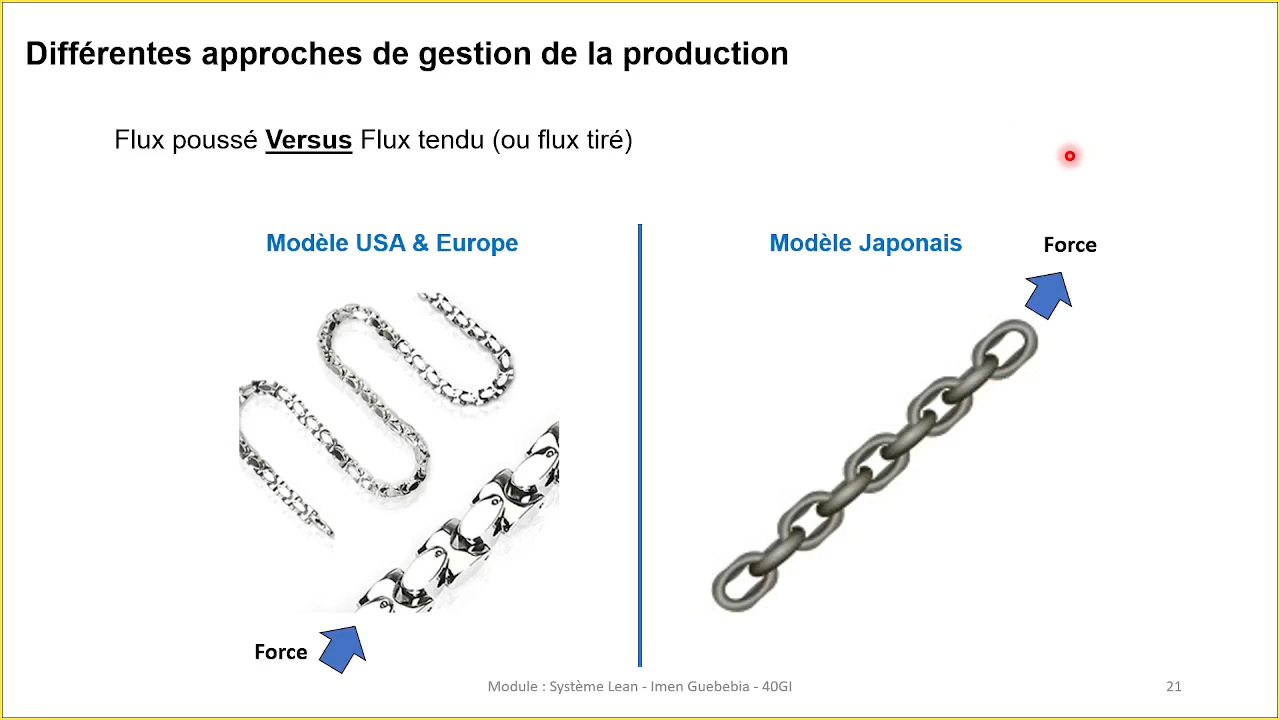 Différentes approches de gestion de la production
Flux poussé Versus Flux tendu (ou flux tiré)
Modèle USA & Europe
Modèle Japonais
Force
Force
Module : Système Lean - Imen Guebebia - 40GI
21